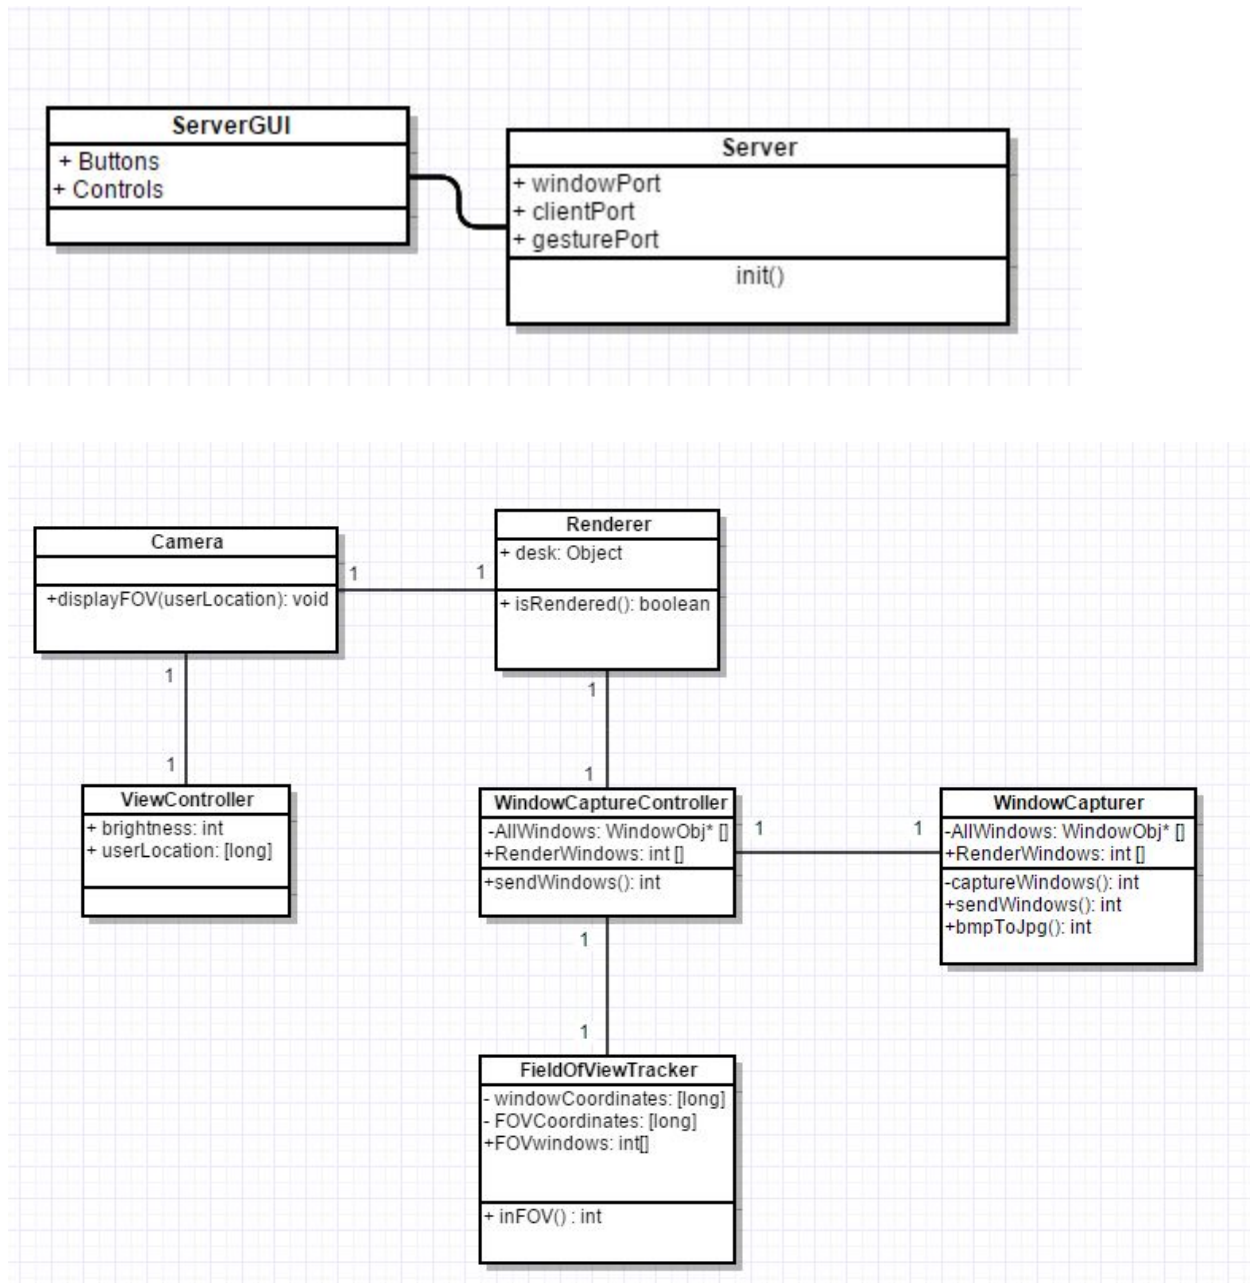 ServerGUI
+ Buttons
+ Controls
Server
+ windowPort
+ clientPort
+ gesturePort
init()
Camera
+displayFOV(userLocation): void
1
1
Renderer
+ desk: Object
+ isRendered(): boolean
1
1
1
1
ViewController
+ brightness: int
+ userLocation: [long]
WindowCaptureController
-AllWindows: WindowObj* []
+RenderWindows: int []
+sendWindows(): int
1
1
WindowCapturer
-AllWindows: WindowObj* []
+RenderWindows: int []
-captureWindows(): int
+sendWindows(): int
+bmpToJpg(): int
1
1
FieldOfViewTracker
- windowCoordinates: [long]
- FOVCoordinates: [long]
+FOVwindows: int[]
+ inFOV() : int